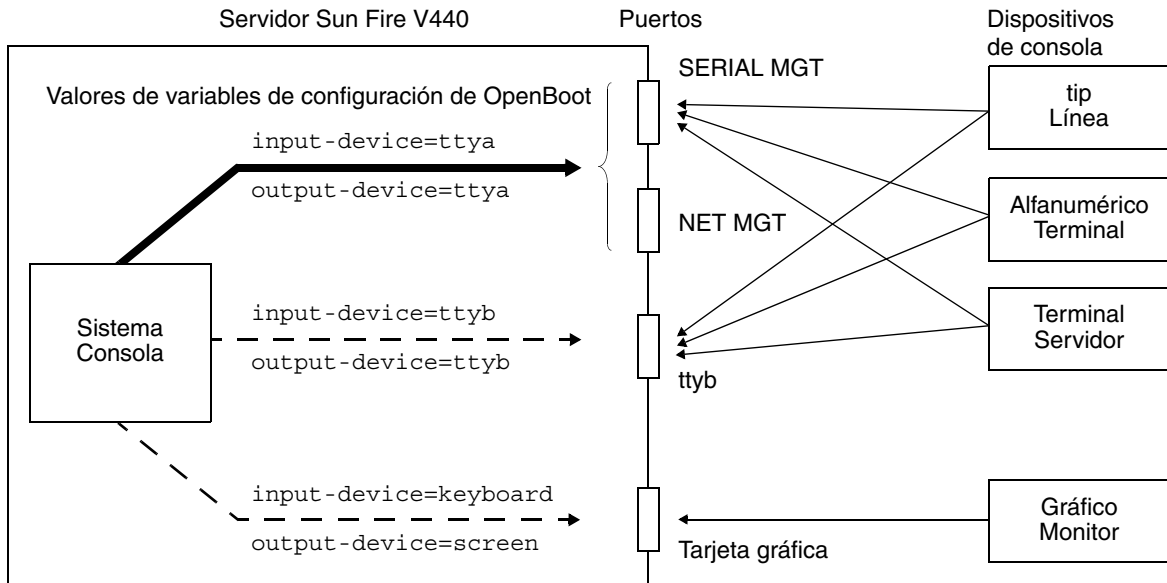 Servidor Sun Fire V440
Puertos
Dispositivos
de consola
Valores de variables de configuración de OpenBoot
input-device=ttya
output-device=ttya
SERIAL MGT
NET MGT
tip
Línea
Alfanumérico
Terminal
Sistema
Consola
input-device=ttyb
output-device=ttyb
ttyb
Terminal
Servidor
input-device=keyboard
output-device=screen
Tarjeta gráfica
Gráfico
Monitor